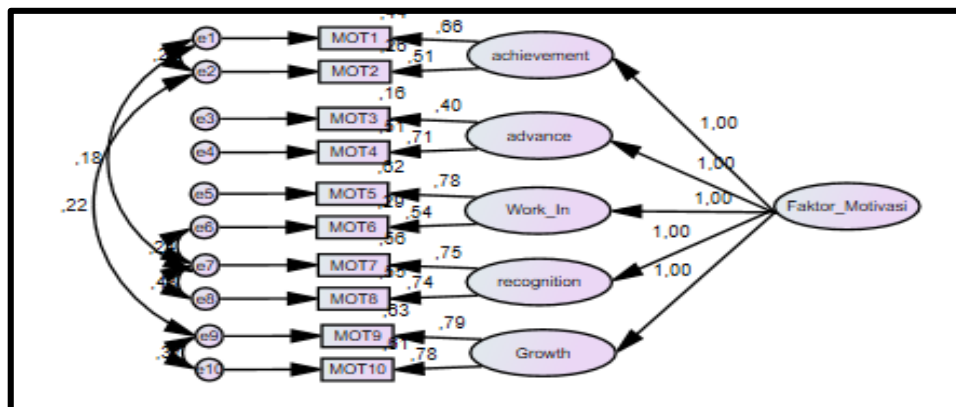 e1 MOT1 ,66 achievement
e2 MOT2 ,51
,16
e3 MOT3 ,40 advance
e4 MOT4 ,71
,62
e5 MOT5 ,78 Work_In
e6 MOT6 ,54
,56
e7 MOT7 ,75 recognition
e8 MOT8 ,74
,63
e9 MOT9 ,79 Growth
e10 MOT10 ,78
,18
,22
1,00
1,00
1,00
1,00
1,00
Faktor_Motivasi